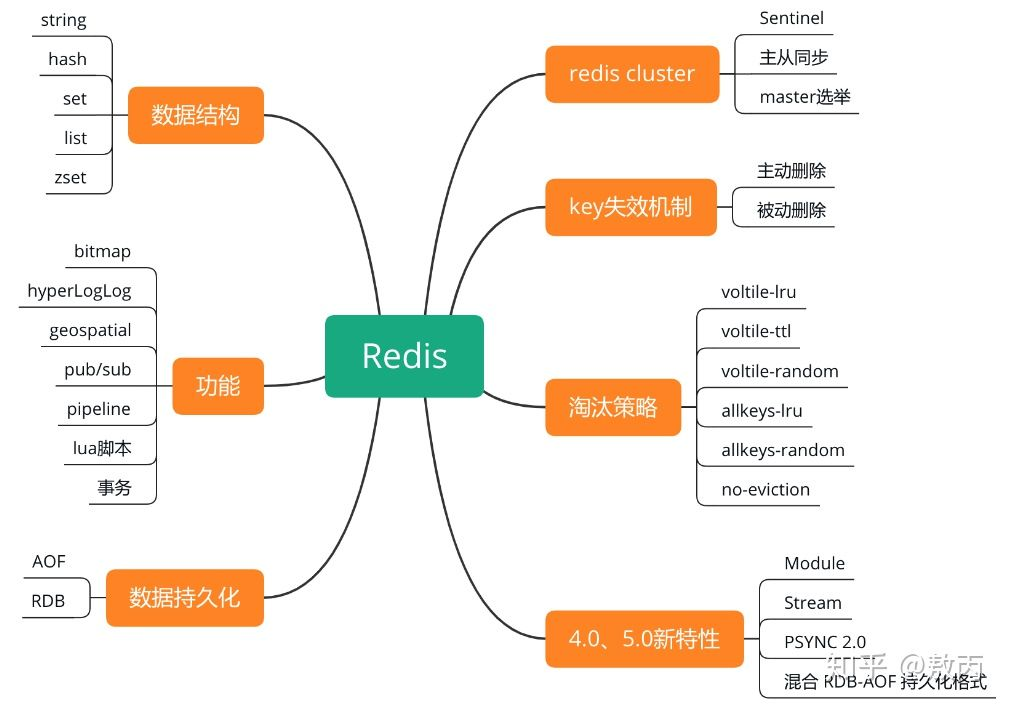 Redis
数据结构
string
hash
set
list
zset
功能
bitmap
hyperLogLog
geospatial
pub/sub
pipeline
lua脚本
事务
数据持久化
AOF
RDB
redis cluster
Sentinel
主从同步
master选举
key失效机制
主动删除
被动删除
淘汰策略
voltile-lru
voltile-ttl
voltile-random
allkeys-lru
allkeys-random
no-eviction
4.0、5.0新特性
Module
Stream
PSYNC 2.0
混合 RDB-AOF 持久化格式
知乎 @敖丙